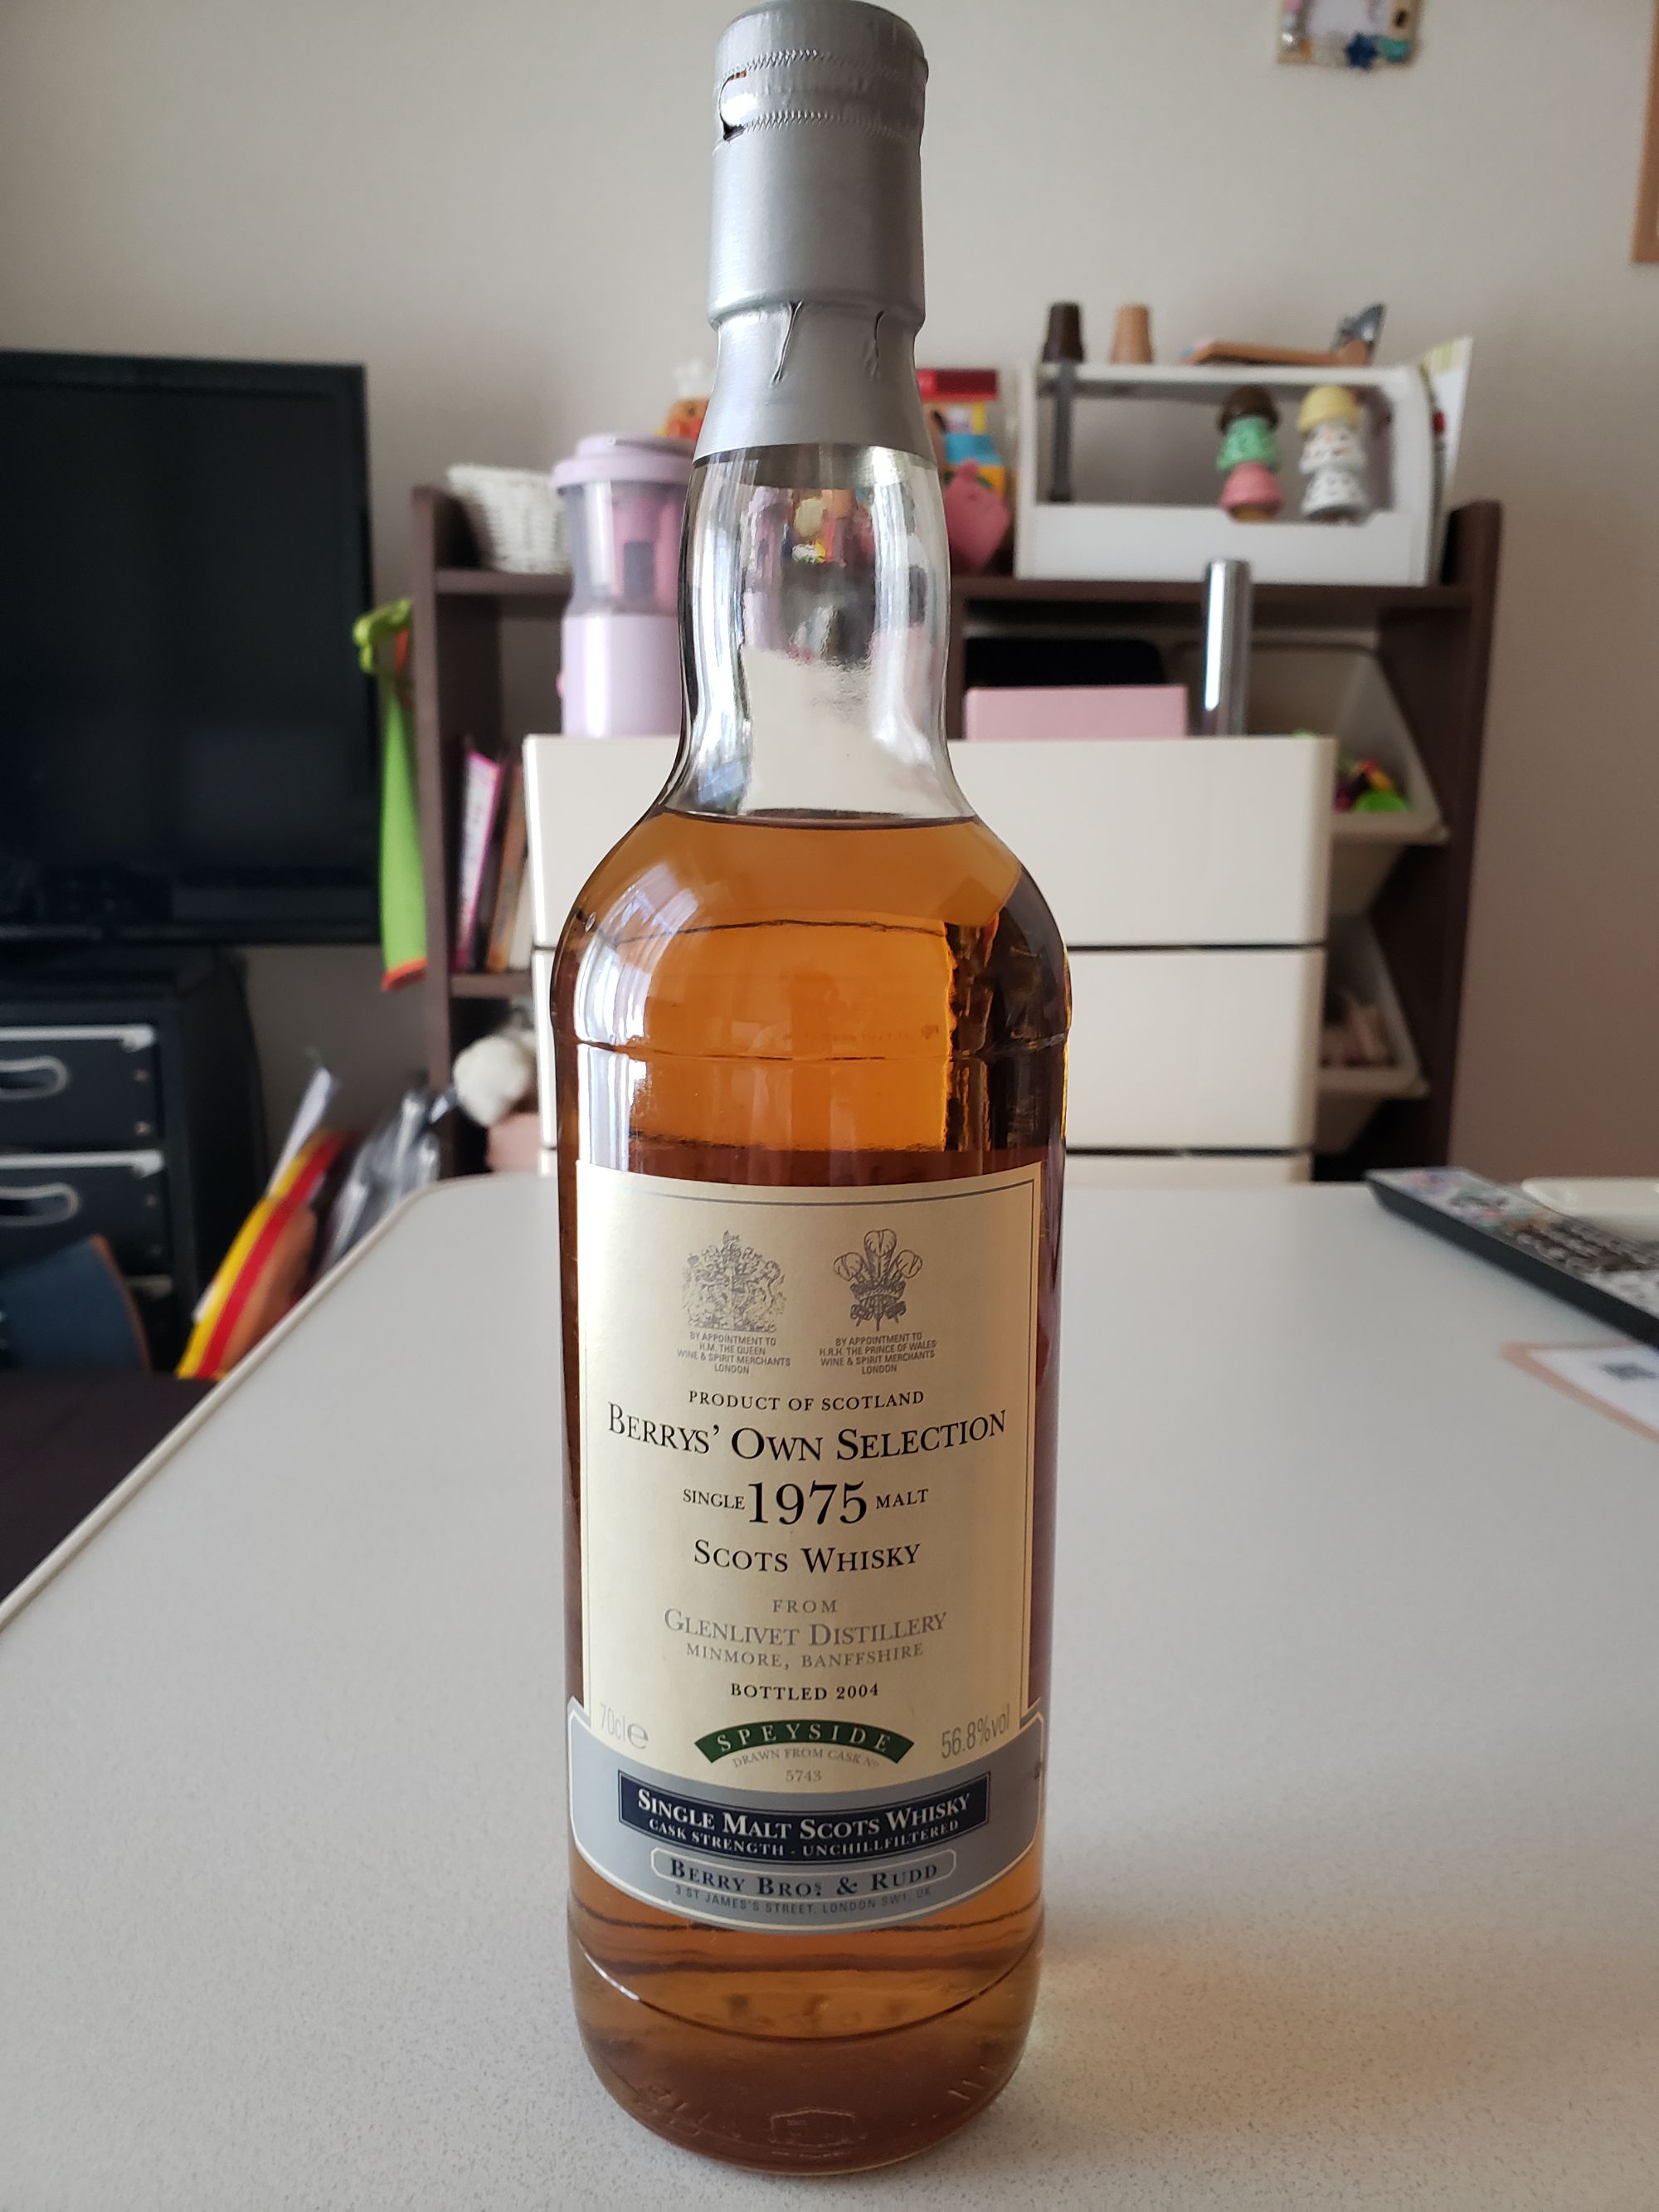 BY APPOINTMENT TO
H.M. THE QUEEN
WINE & SPIRIT MERCHANTS
LONDON
BY APPOINTMENT TO
H.R.H. THE PRINCE OF WALES
WINE & SPIRIT MERCHANTS
LONDON
PRODUCT OF SCOTLAND
BERRYS' OWN SELECTION
SINGLE 1975 MALT
SCOTS WHISKY
FROM
GLENLIVET DISTILLERY
MINMORE, BANFFSHIRE
BOTTLED 2004
70cl e
SPEYSIDE
56.8%vol
DRAWN FROM CASK No
5743
SINGLE MALT SCOTS WHISKY
CASK STRENGTH - UNCHILLFILTERED
BERRY BROS & RUDD
3 ST JAMES'S STREET, LONDON SW1, UK